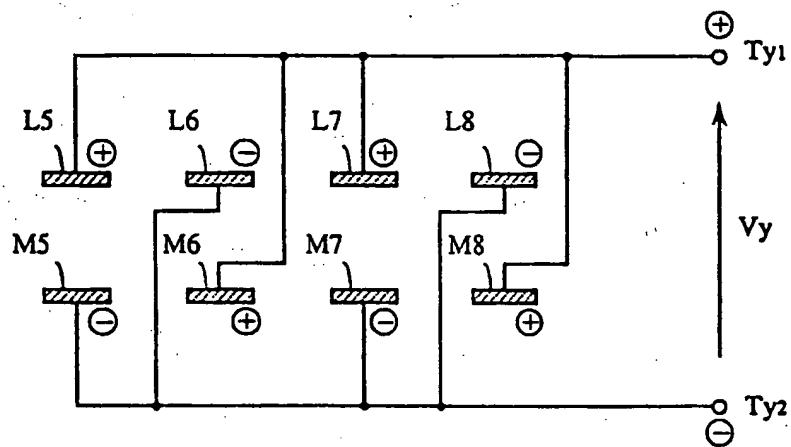 ⊕
Ty1
L5 ⊕ L6 ⊖ L7 ⊕ L8 ⊖
Vy
M5 M6 M7 M8
⊖ ⊕ ⊖ ⊕
Ty2
⊖